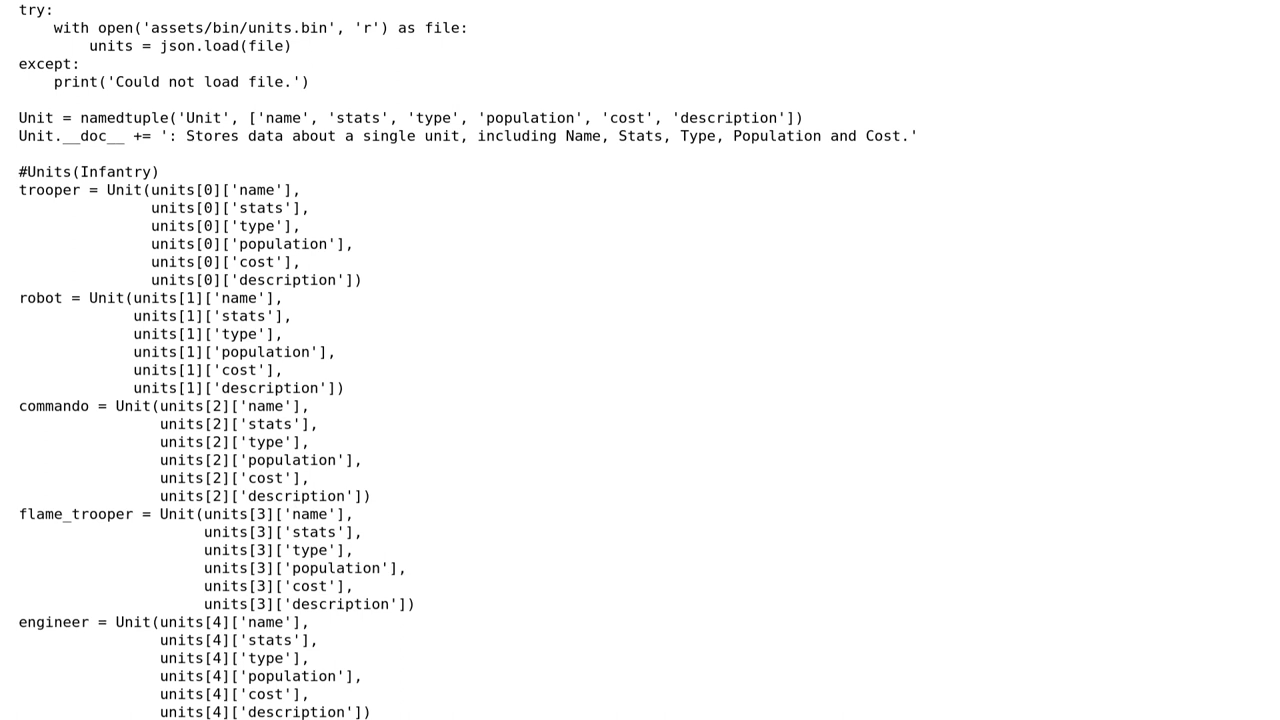 try:
    with open('assets/bin/units.bin', 'r') as file:
        units = json.load(file)
except:
    print('Could not load file.')

Unit = namedtuple('Unit', ['name', 'stats', 'type', 'population', 'cost', 'description'])
Unit.__doc__ += ': Stores data about a single unit, including Name, Stats, Type, Population and Cost.'

#Units(Infantry)
trooper = Unit(units[0]['name'],
               units[0]['stats'],
               units[0]['type'],
               units[0]['population'],
               units[0]['cost'],
               units[0]['description'])
robot = Unit(units[1]['name'],
             units[1]['stats'],
             units[1]['type'],
             units[1]['population'],
             units[1]['cost'],
             units[1]['description'])
commando = Unit(units[2]['name'],
                units[2]['stats'],
                units[2]['type'],
                units[2]['population'],
                units[2]['cost'],
                units[2]['description'])
flame_trooper = Unit(units[3]['name'],
                     units[3]['stats'],
                     units[3]['type'],
                     units[3]['population'],
                     units[3]['cost'],
                     units[3]['description'])
engineer = Unit(units[4]['name'],
                units[4]['stats'],
                units[4]['type'],
                units[4]['population'],
                units[4]['cost'],
                units[4]['description'])